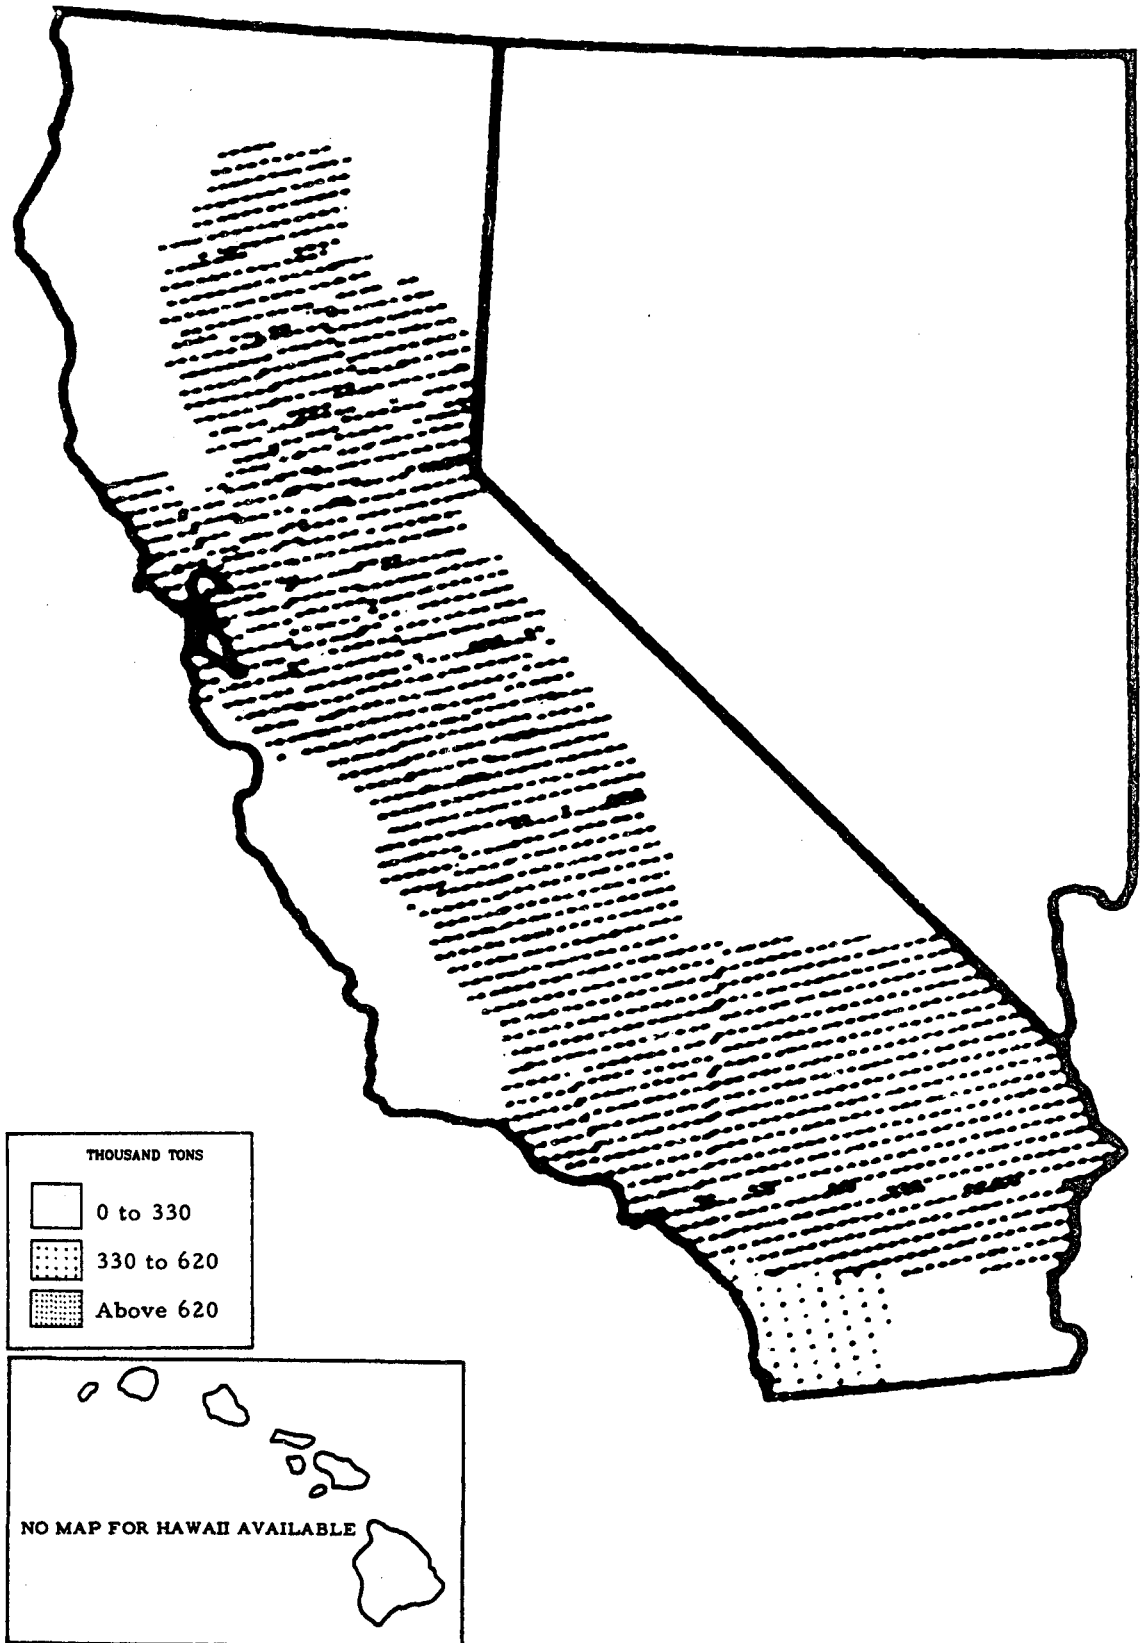 THOUSAND TONS
0 to 330
330 to 620
Above 620
NO MAP FOR HAWAII AVAILABLE